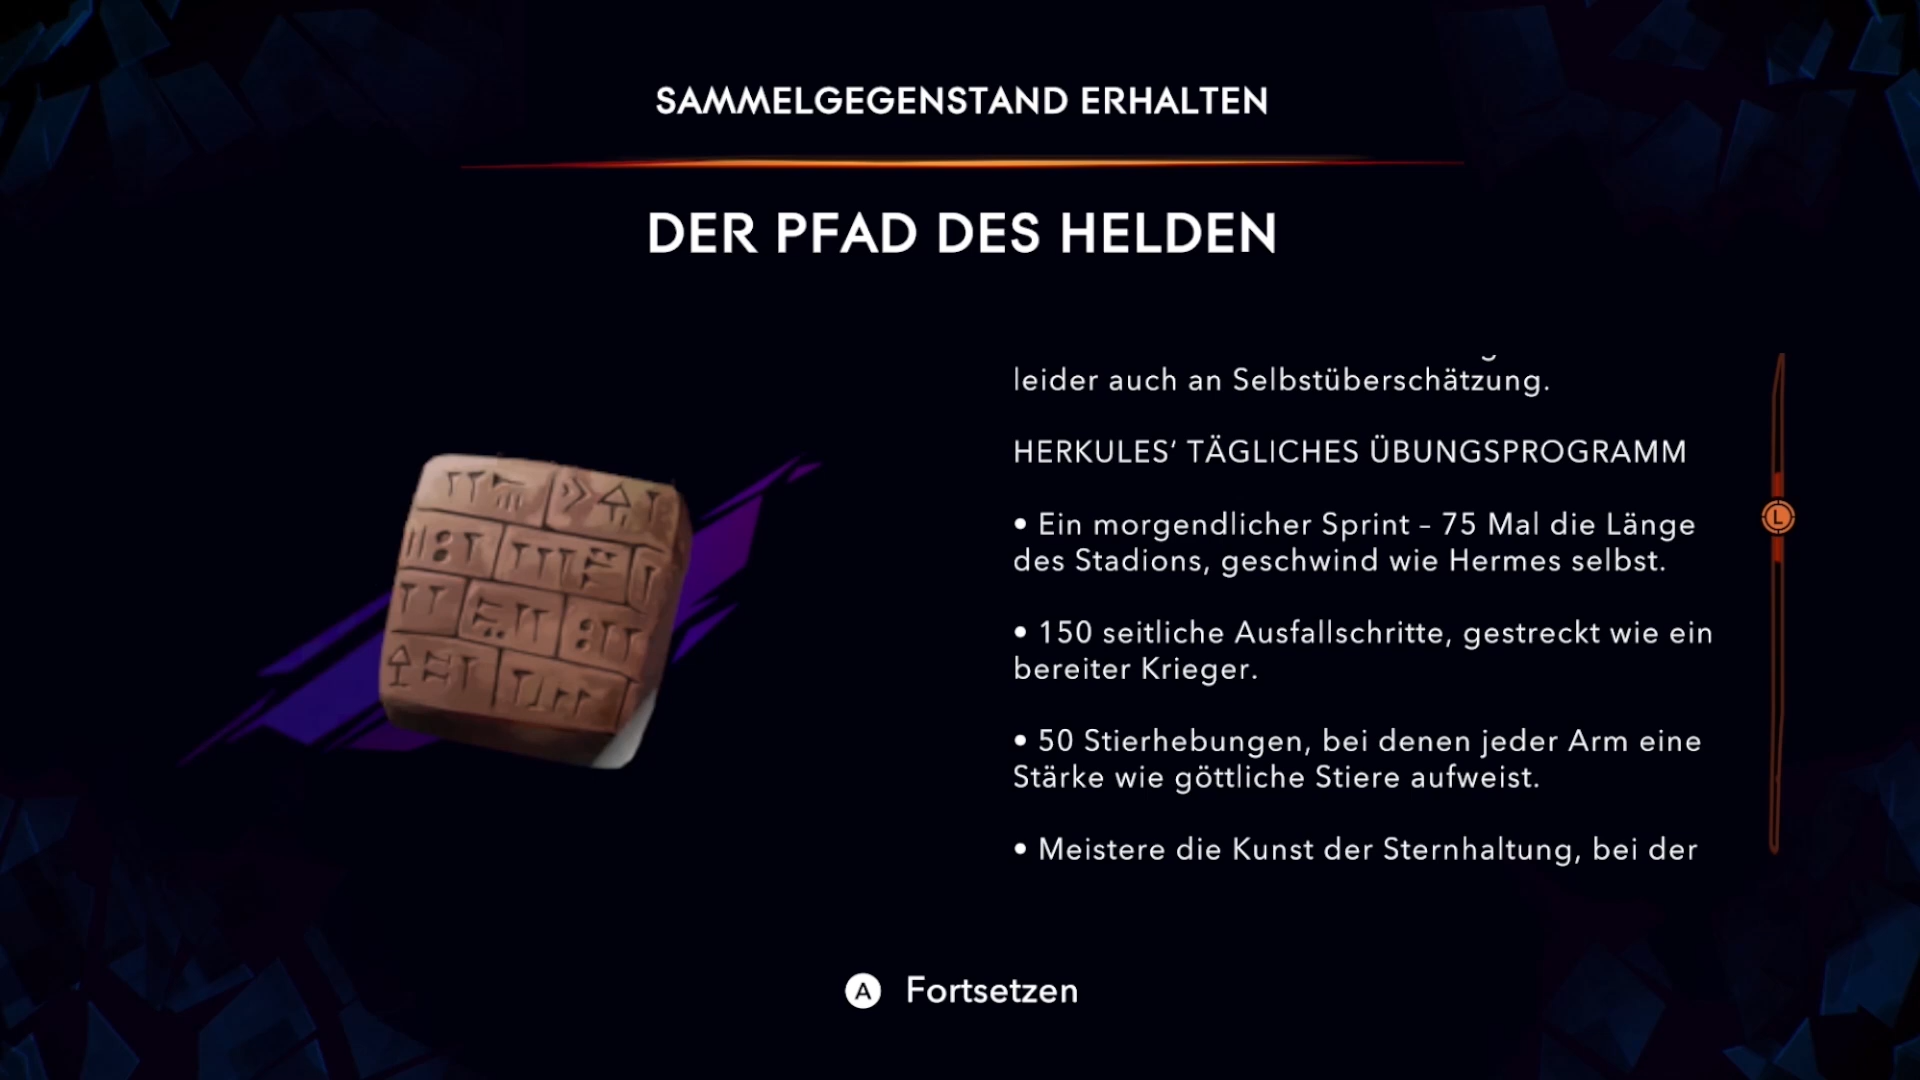 SAMMELGEGENSTAND ERHALTEN
DER PFAD DES HELDEN
leider auch an Selbstüberschätzung.
HERKULES‘ TÄGLICHES ÜBUNGSPROGRAMM
• Ein morgendlicher Sprint – 75 Mal die Länge
des Stadions, geschwind wie Hermes selbst.
• 150 seitliche Ausfallschritte, gestreckt wie ein
bereiter Krieger.
• 50 Stierhebungen, bei denen jeder Arm eine
Stärke wie göttliche Stiere aufweist.
• Meistere die Kunst der Sternhaltung, bei der
L
A Fortsetzen